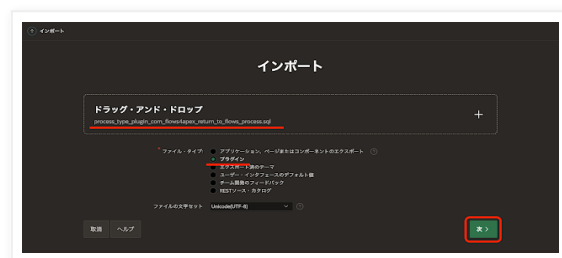 インポート
インポート
ドラッグ・アンド・ドロップ
process_type_plugin_com_flows4apex_return_to_flows_process.sql
* ファイル・タイプ: アプリケーション、ページまたはコンポーネントのエクスポート
プラグイン
エクスポート済のテーマ
ユーザー・インタフェースのデフォルト値
チーム開発のフィードバック
RESTソース・カタログ
ファイルの文字セット Unicode(UTF-8)
取消 ヘルプ 次 >